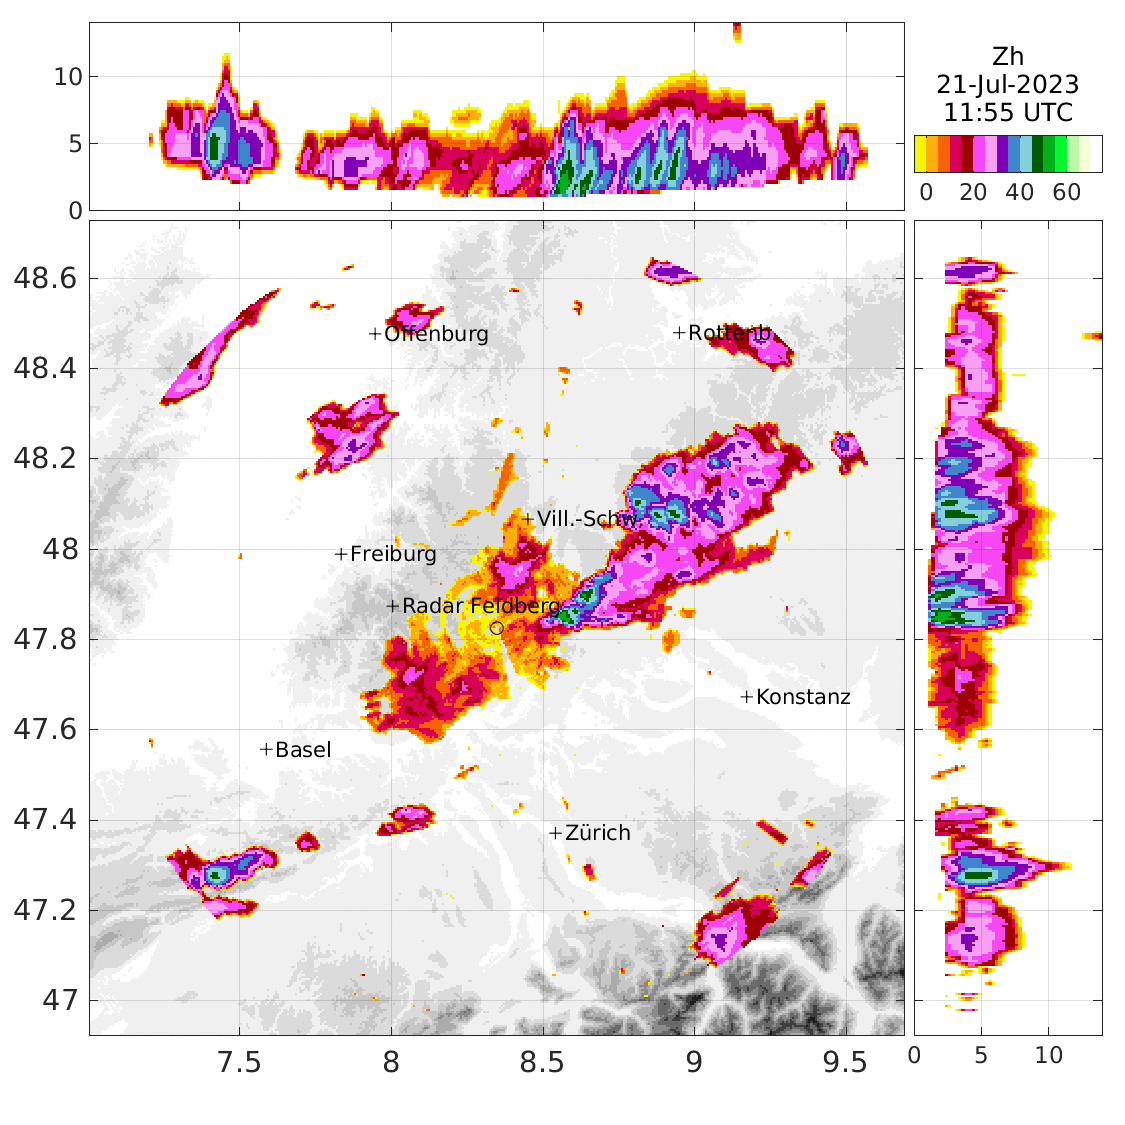 10
5
0
Zh
21-Jul-2023
11:55 UTC
0 20 40 60
48.6
48.4
48.2
48
47.8
47.6
47.4
47.2
47
+Offenburg
+Rottenb.
+Vill.-Schw.
+Freiburg
+Radar Feldberg
+Konstanz
+Basel
+Zürich
7.5 8 8.5 9 9.5
0 5 10